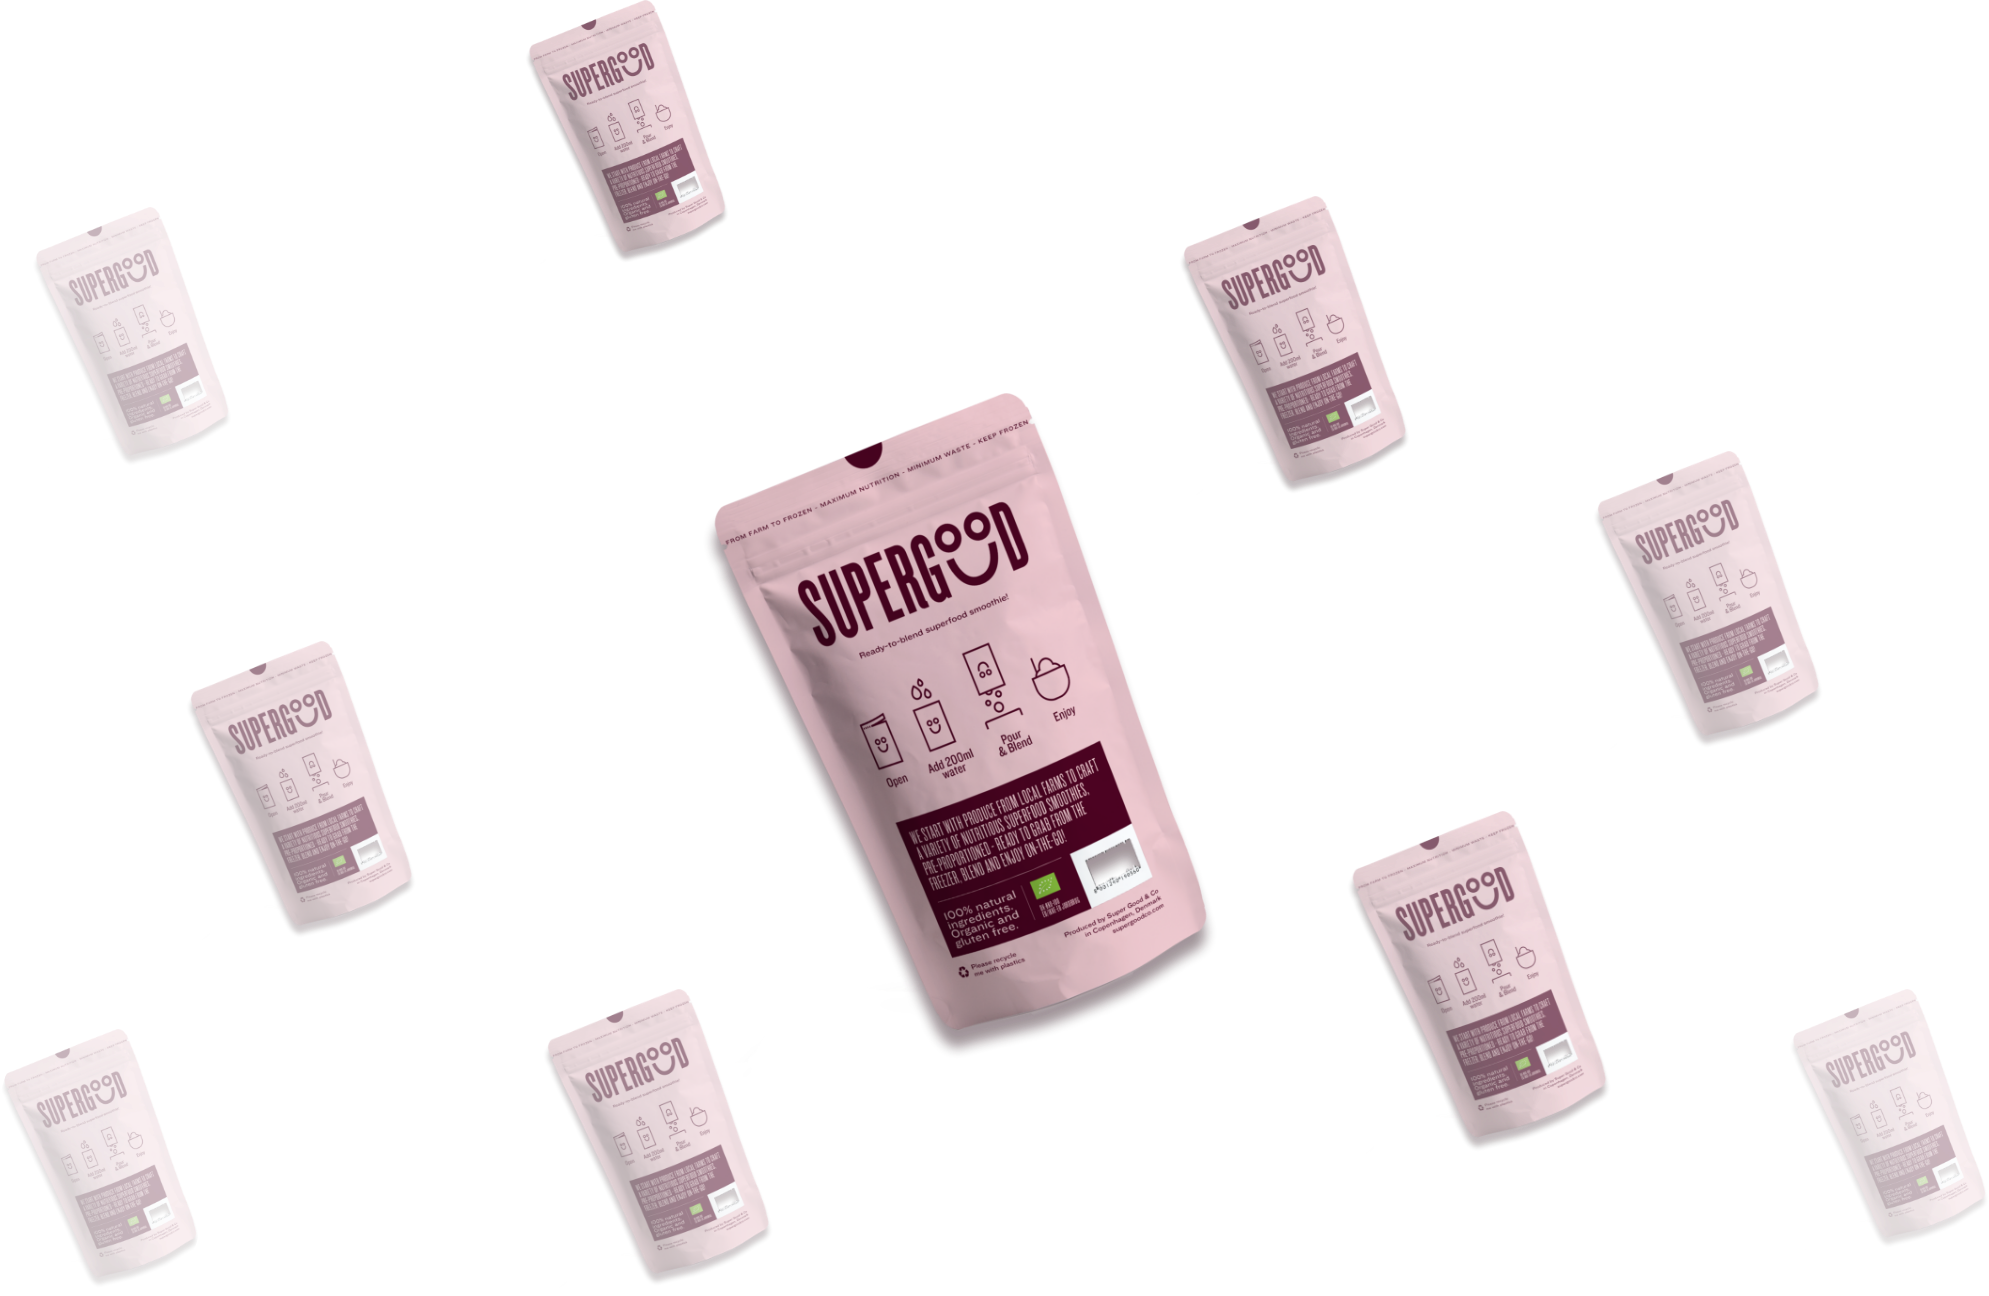 FROM FARM TO FROZEN - MAXIMUM NUTRITION - MINIMUM WASTE - KEEP FROZEN
SUPERGOOD
Ready-to-blend superfood smoothie!
Open
Add 200ml
water
Pour
& Blend
Enjoy
WE START WITH PRODUCE FROM LOCAL FARMS TO CRAFT
A VARIETY OF NUTRITIOUS SUPERFOOD SMOOTHIES.
PRE-PROPORTIONED - READY TO GRAB FROM THE
FREEZER, BLEND AND ENJOY ON-THE-GO!
100% natural
ingredients.
Organic and
gluten free.
Produced by Super Good & Co
in Copenhagen, Denmark
supergoodco.com
Please recycle
me with plastics